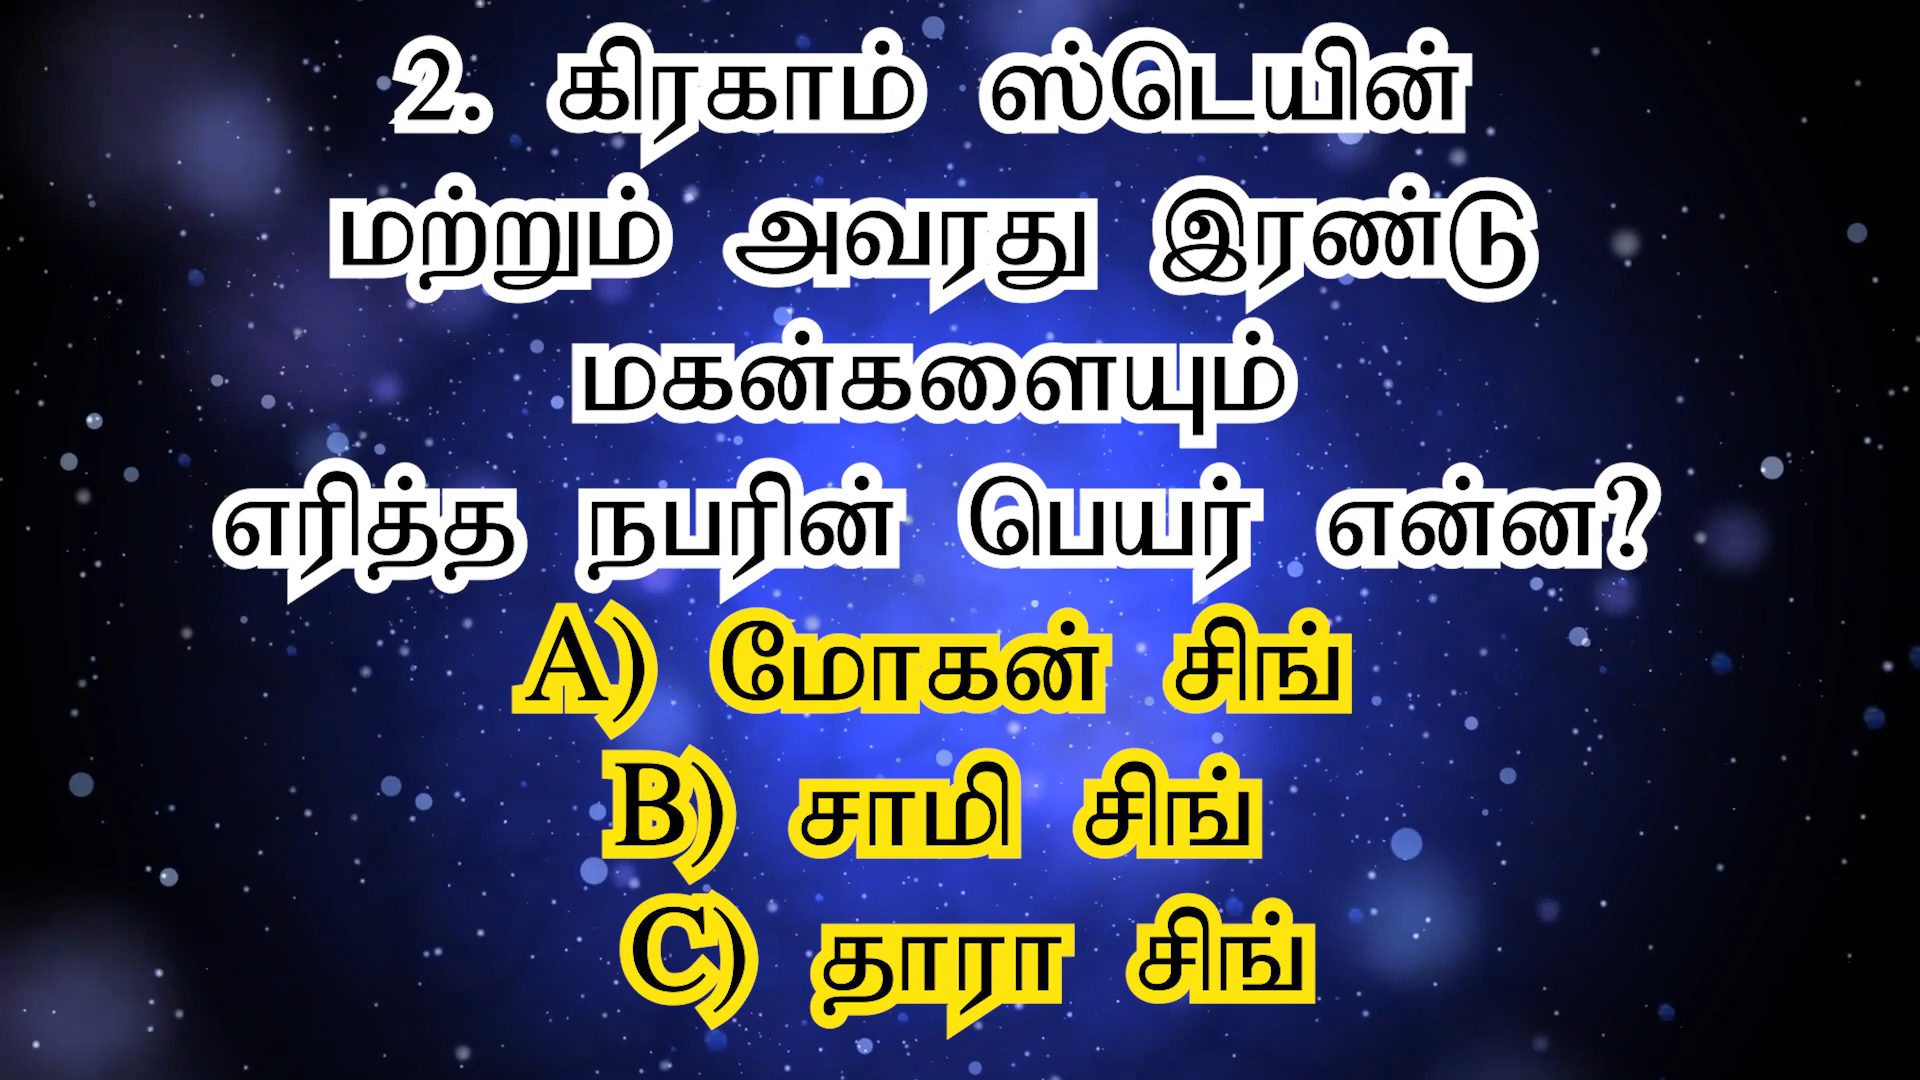 2. கிரகாம் ஸ்டெயின்
மற்றும் அவரது இரண்டு
மகன்களையும்
எரித்த நபரின் பெயர் என்ன?
A) மோகன் சிங்
B) சாமி சிங்
C) தாரா சிங்